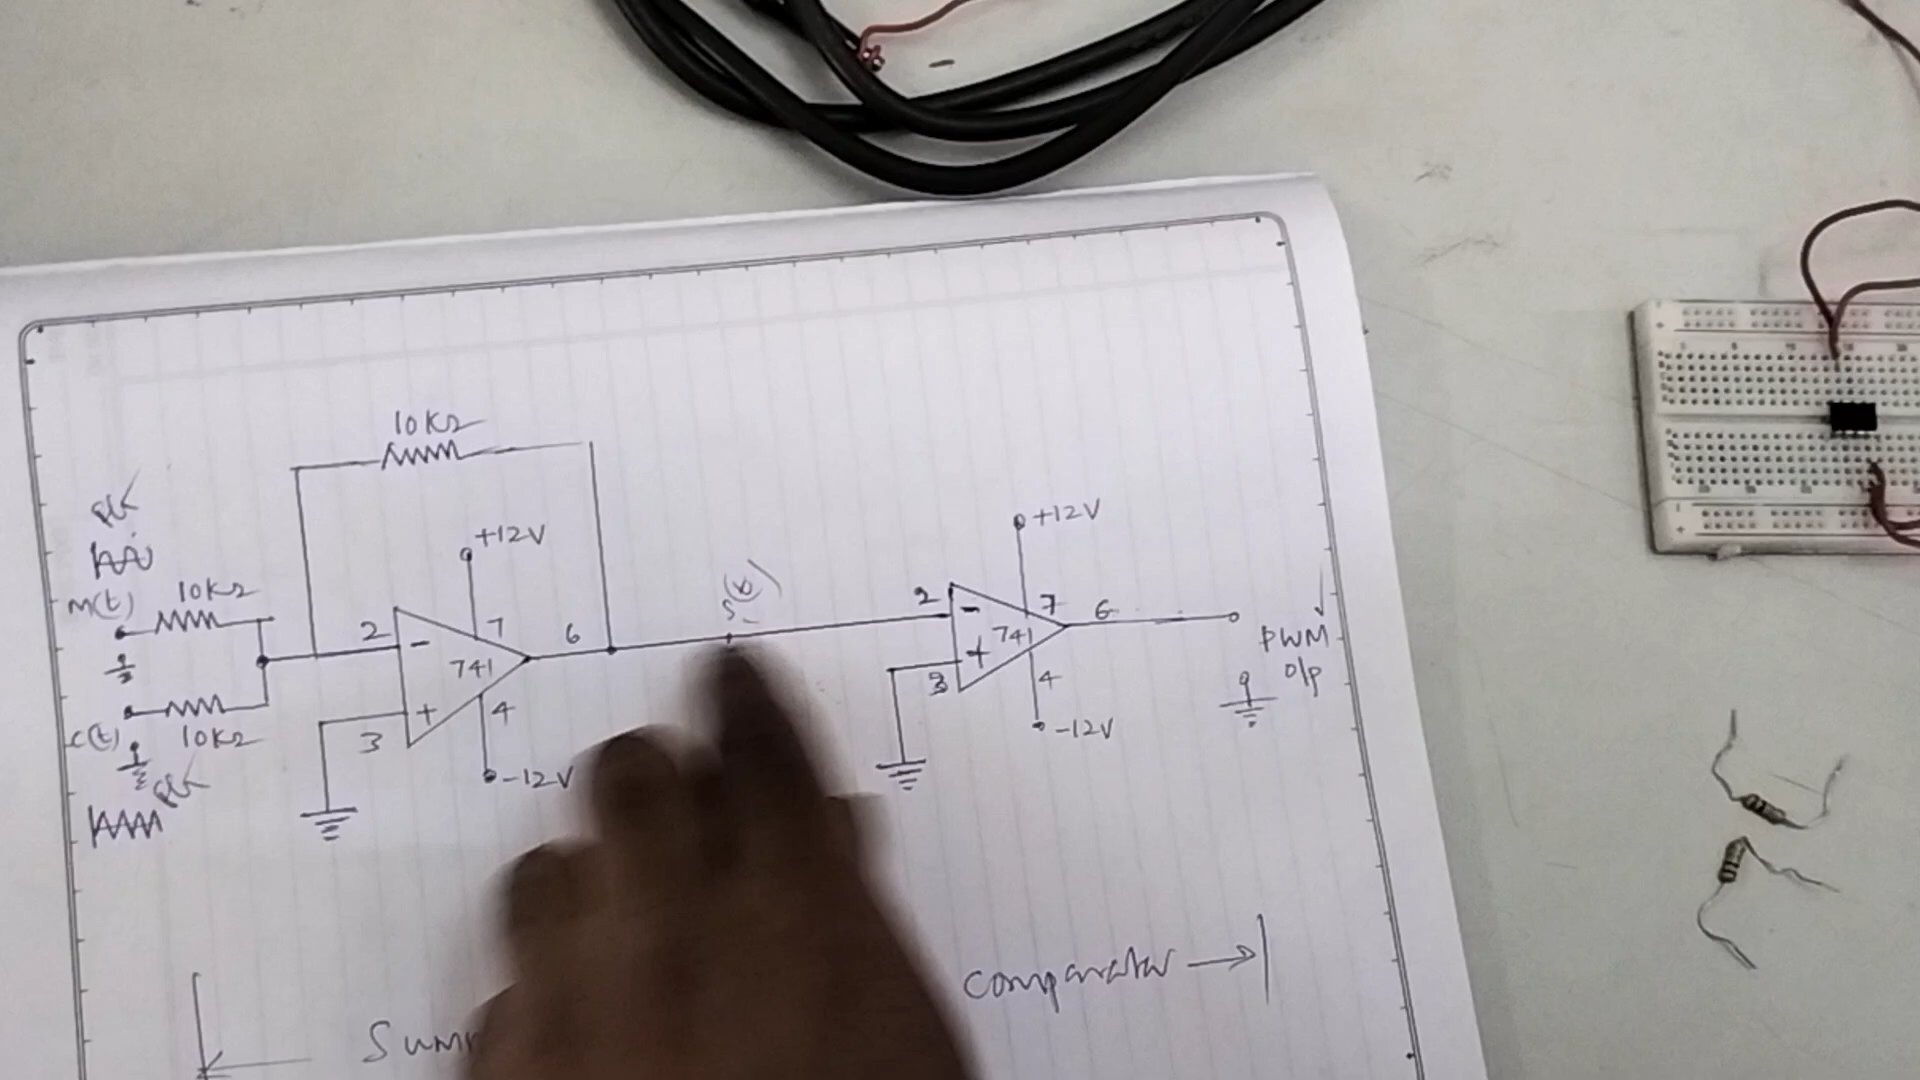 10KΩ
+12V
m(t)
10KΩ
2
-
7
741
6
+
3
4
-12V
c(t)
10KΩ
+12V
2
-
7
741
6
+
3
4
-12V
PWM
o/p
comparator